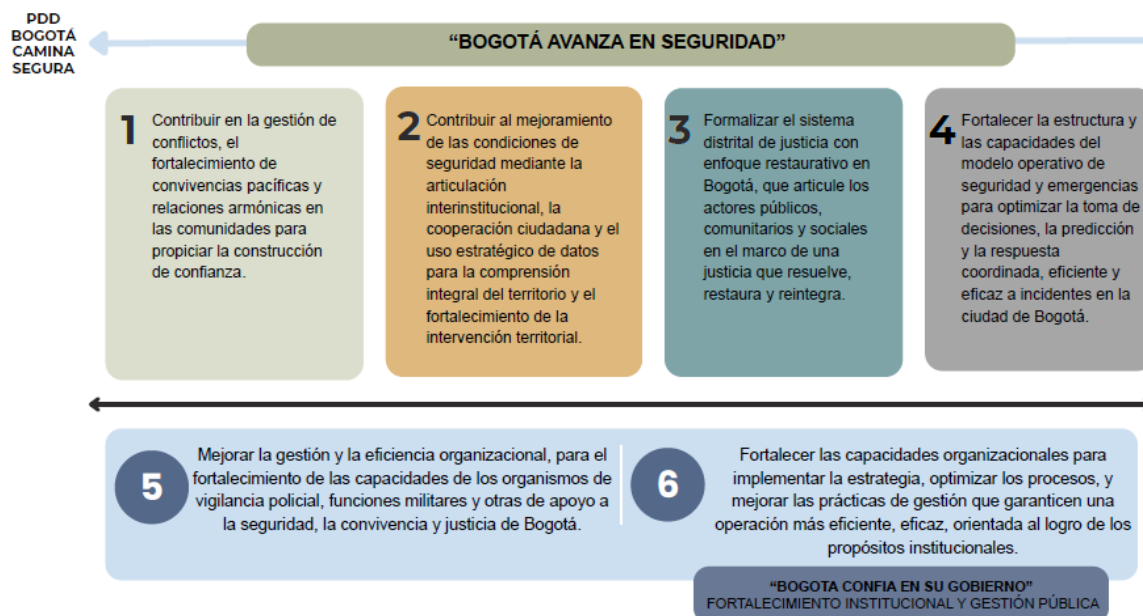 PDD
BOGOTÁ
CAMINA
SEGURA
“BOGOTÁ AVANZA EN SEGURIDAD”
1
Contribuir en la gestión de
conflictos, el
fortalecimiento de
convivencias pacíficas y
relaciones armónicas en
las comunidades para
propiciar la construcción
de confianza.
2
Contribuir al mejoramiento
de las condiciones de
seguridad mediante la
articulación
interinstitucional, la
cooperación ciudadana y el
uso estratégico de datos
para la comprensión
integral del territorio y el
fortalecimiento de la
intervención territorial.
3
Formalizar el sistema
distrital de justicia con
enfoque restaurativo en
Bogotá, que articule los
actores públicos,
comunitarios y sociales
en el marco de una
justicia que resuelve,
restaura y reintegra.
4
Fortalecer la estructura y
las capacidades del
modelo operativo de
seguridad y emergencias
para optimizar la toma de
decisiones, la predicción
y la respuesta
coordinada, eficiente y
eficaz a incidentes en la
ciudad de Bogotá.
5
Mejorar la gestión y la eficiencia organizacional, para el
fortalecimiento de las capacidades de los organismos de
vigilancia policial, funciones militares y otras de apoyo a
la seguridad, la convivencia y justicia de Bogotá.
6
Fortalecer las capacidades organizacionales para
implementar la estrategia, optimizar los procesos, y
mejorar las prácticas de gestión que garanticen una
operación más eficiente, eficaz, orientada al logro de los
propósitos institucionales.
“BOGOTA CONFIA EN SU GOBIERNO”
FORTALECIMIENTO INSTITUCIONAL Y GESTIÓN PÚBLICA